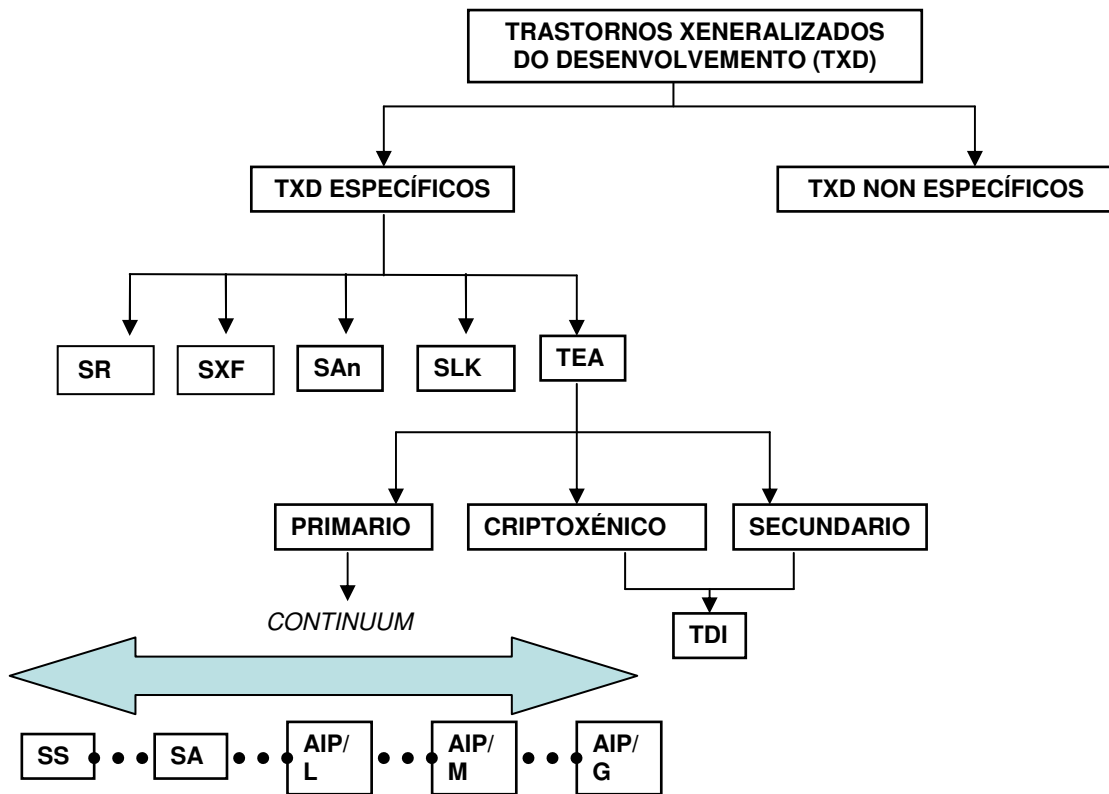 TRASTORNOS XENERALIZADOS
DO DESENVOLVEMENTO (TXD)
TXD ESPECÍFICOS
TXD NON ESPECÍFICOS
SR
SXF
SAn
SLK
TEA
PRIMARIO
CRIPTOXÉNICO
SECUNDARIO
CONTINUUM
TDI
SS
SA
AIP/
L
AIP/
M
AIP/
G